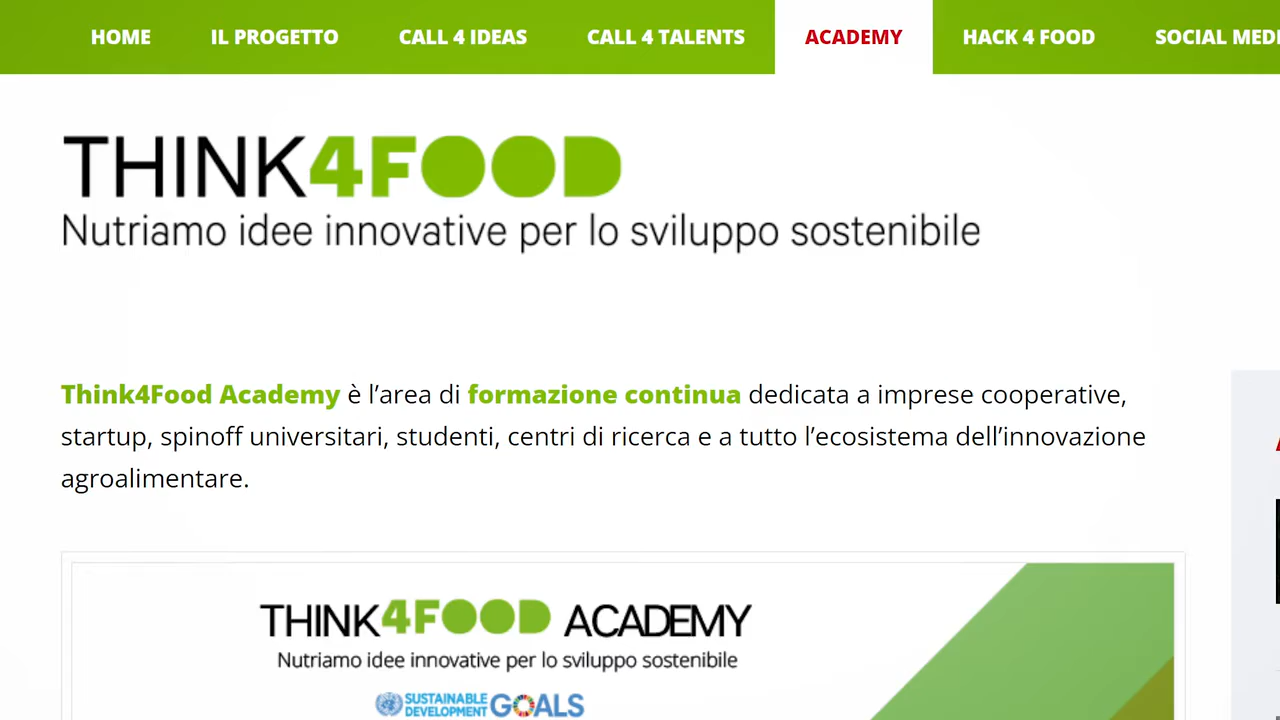 HOME IL PROGETTO CALL 4 IDEAS CALL 4 TALENTS ACADEMY HACK 4 FOOD SOCIAL
THINK4FOOD
Nutriamo idee innovative per lo sviluppo sostenibile
Think4Food Academy è l’area di formazione continua dedicata a imprese cooperative,
startup, spinoff universitari, studenti, centri di ricerca e a tutto l’ecosistema dell’innovazione
agroalimentare.
THINK4FOOD ACADEMY
Nutriamo idee innovative per lo sviluppo sostenibile
SUSTAINABLE
DEVELOPMENT GOALS